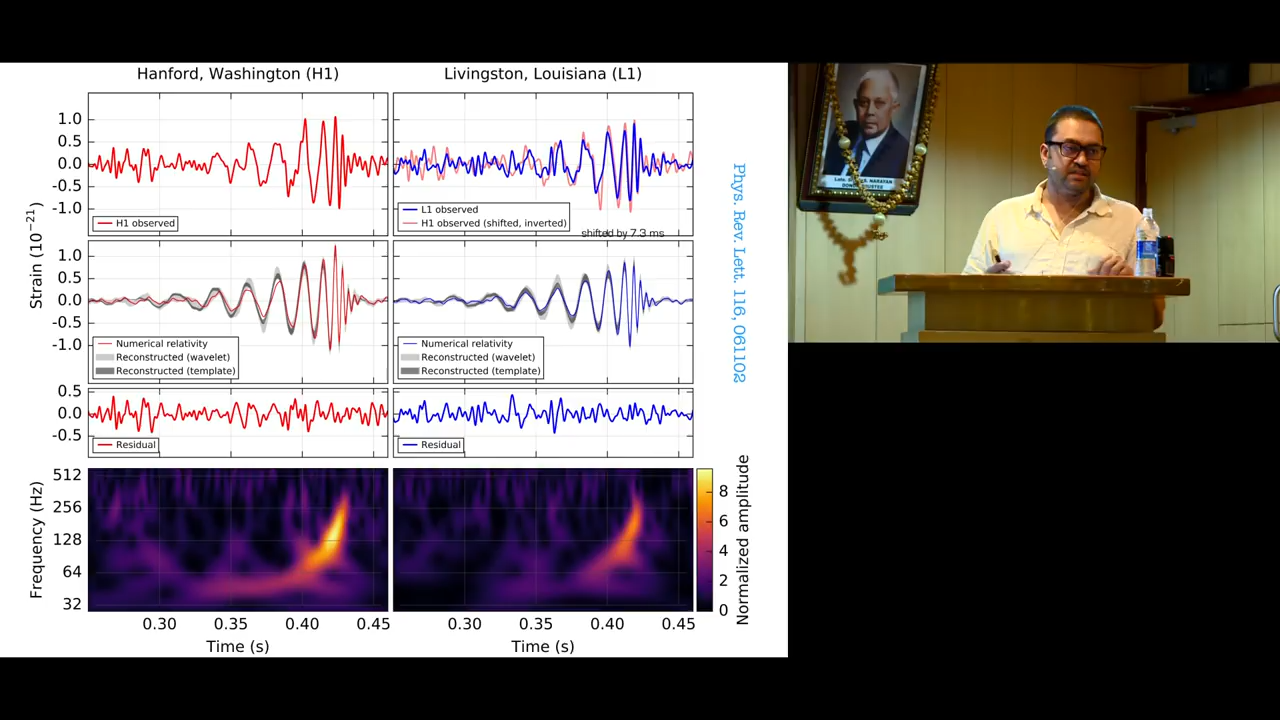 Hanford, Washington (H1)
Livingston, Louisiana (L1)
Strain (10⁻²¹)
1.0
0.5
0.0
-0.5
-1.0
H1 observed
L1 observed
H1 observed (shifted, inverted)
shifted by 7.3 ms
1.0
0.5
0.0
-0.5
-1.0
Numerical relativity
Reconstructed (wavelet)
Reconstructed (template)
Numerical relativity
Reconstructed (wavelet)
Reconstructed (template)
0.5
0.0
-0.5
Residual
Residual
Frequency (Hz)
512
256
128
64
32
0.30
0.35
0.40
0.45
Time (s)
0.30
0.35
0.40
0.45
Time (s)
8
6
4
2
0
Normalized amplitude
Phys. Rev. Lett. 116, 061102
NARAYAN